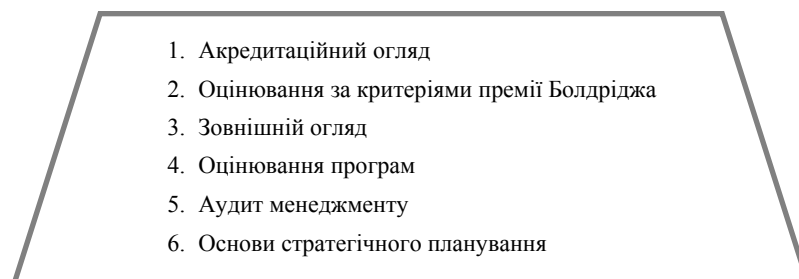 1. Акредитаційний огляд
2. Оцінювання за критеріями премії Болдріджа
3. Зовнішній огляд
4. Оцінювання програм
5. Аудит менеджменту
6. Основи стратегічного планування